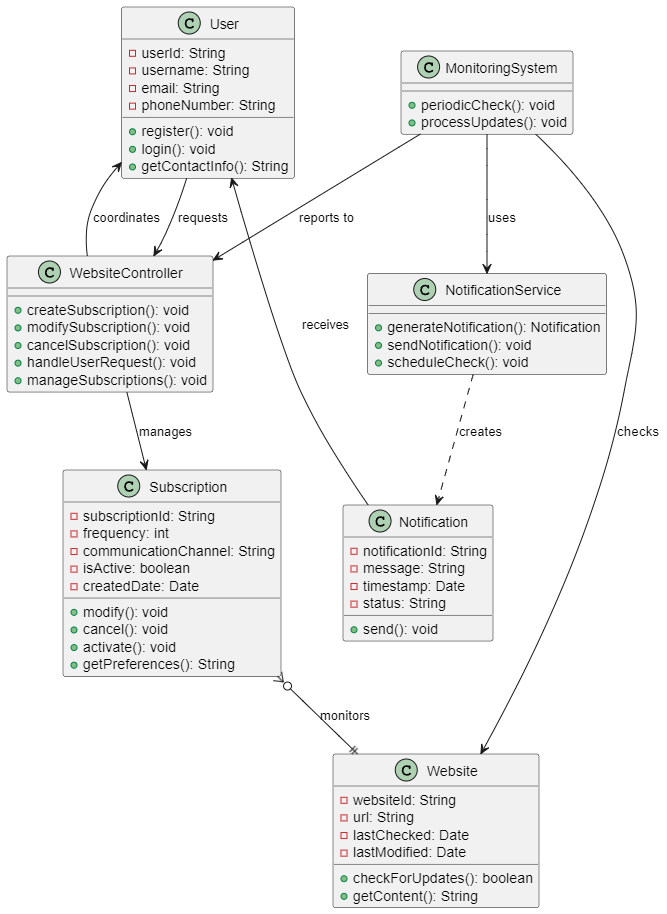 C User
userId: String
username: String
email: String
phoneNumber: String
register(): void
login(): void
getContactInfo(): String
C MonitoringSystem
periodicCheck(): void
processUpdates(): void
coordinates
requests
reports to
uses
C WebsiteController
createSubscription(): void
modifySubscription(): void
cancelSubscription(): void
handleUserRequest(): void
manageSubscriptions(): void
C NotificationService
generateNotification(): Notification
sendNotification(): void
scheduleCheck(): void
receives
manages
creates
checks
C Subscription
subscriptionId: String
frequency: int
communicationChannel: String
isActive: boolean
createdDate: Date
modify(): void
cancel(): void
activate(): void
getPreferences(): String
C Notification
notificationId: String
message: String
timestamp: Date
status: String
send(): void
monitors
C Website
websiteId: String
url: String
lastChecked: Date
lastModified: Date
checkForUpdates(): boolean
getContent(): String